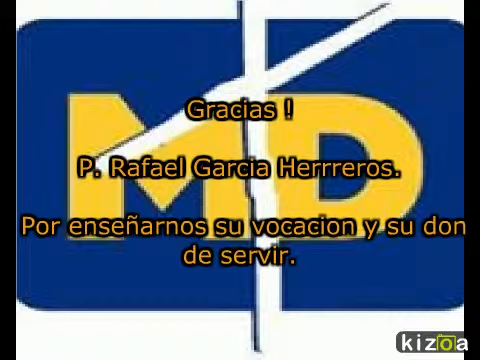 MD
Gracias !
P. Rafael Garcia Herrreros.
Por enseñarnos su vocacion y su don
de servir.
kizoa